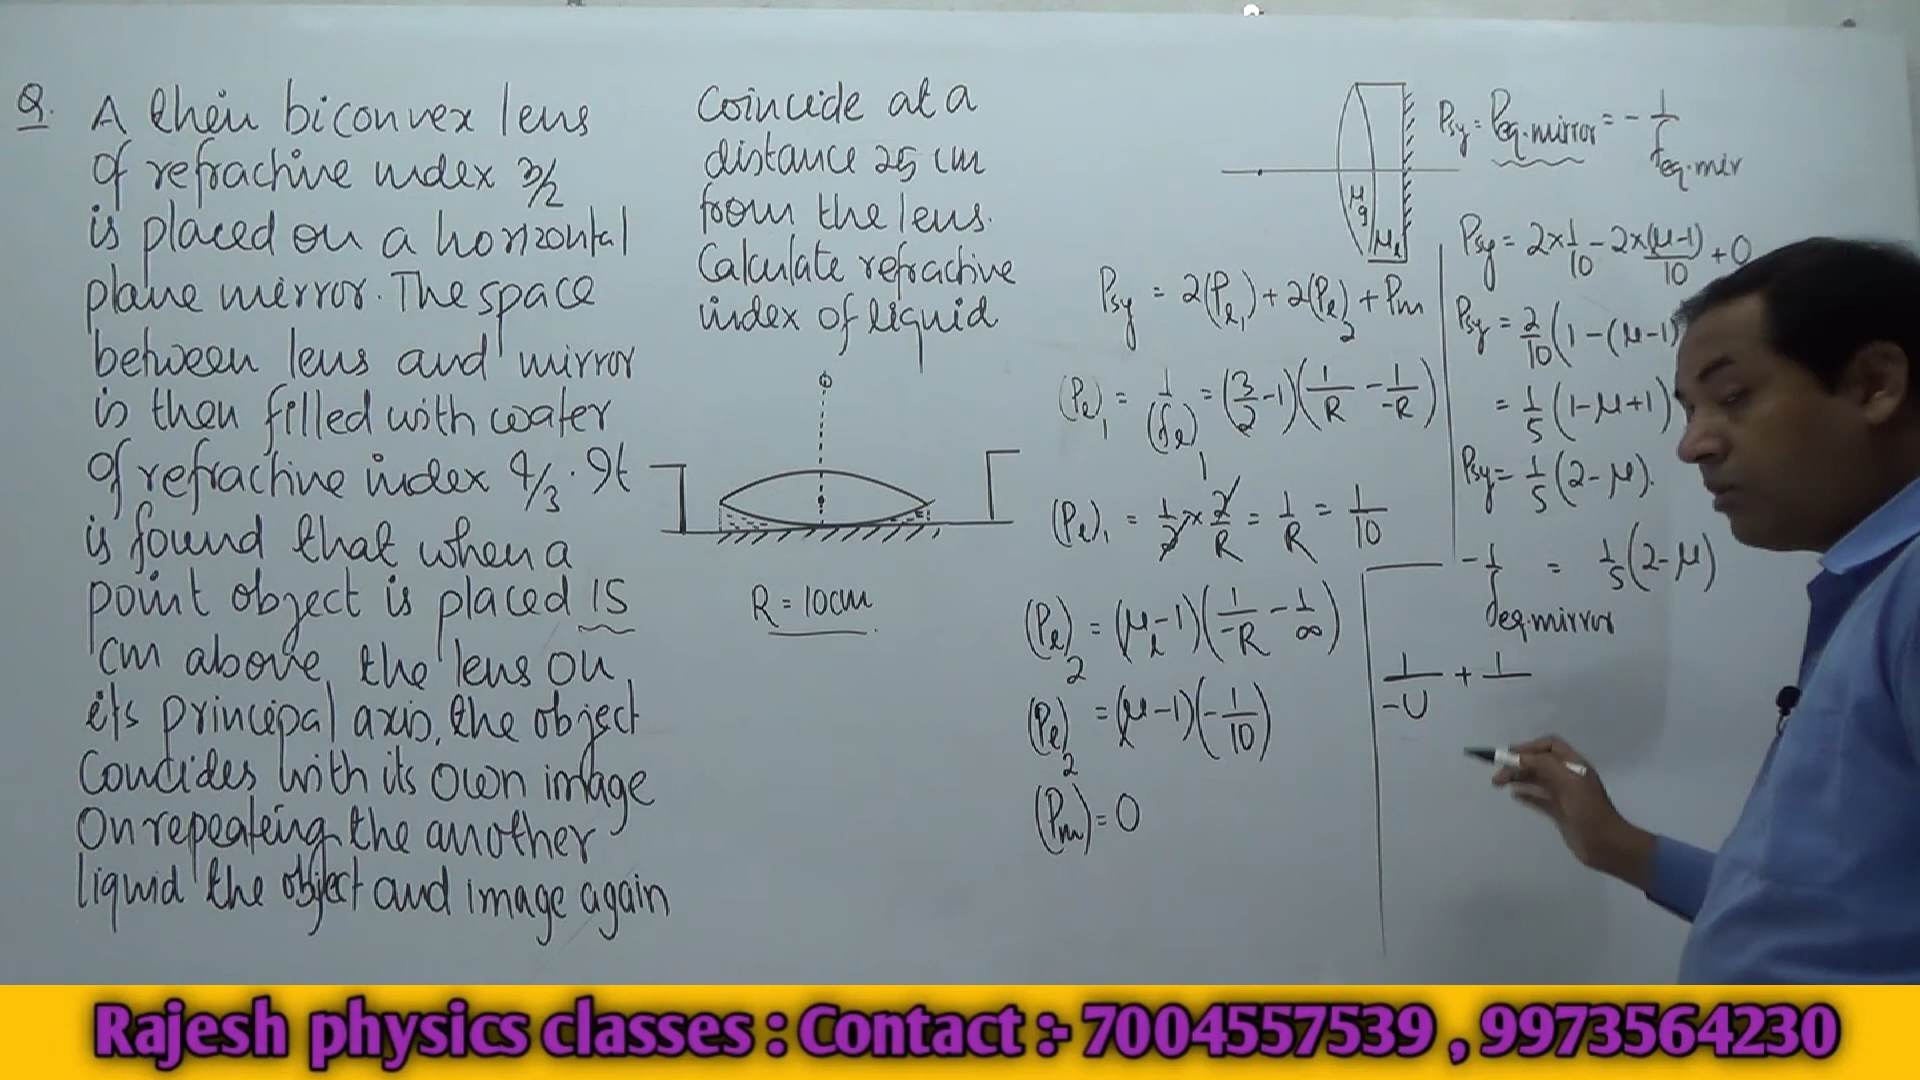 Q. A thin biconvex lens
of refractive index 3/2
is placed on a horizontal
plane mirror. The space
between lens and mirror
is then filled with water
of refractive index 4/3. It
is found that when a
point object is placed 15
cm above the lens on
its principal axis, the object
Concides with its own image
On repeating the another
liquid the object and image again
Coincide at a
distance 25 cm
from the lens.
Calculate refractive
index of liquid
R = 10cm
μg
μl
Psy = 2(Pl)1 + 2(Pl)2 + Pm
(Pl)1 = 1/(fl)1 = (3/2 - 1)(1/R - 1/-R)
(Pl)1 = 1/2 × 2/R = 1/R = 1/10
(Pl)2 = (μl - 1)(1/-R - 1/∞)
(Pl)2 = (μ - 1)(-1/10)
(Pm) = 0
Psy = Peq.mirror = - 1/feq.mir
Psy = 2×1/10 - 2×(μ-1)/10 + 0
Psy = 2/10 (1 - (μ-1)
= 1/5 (1-μ+1)
Psy = 1/5 (2-μ).
- 1/feq.mirror = 1/5 (2-μ)
1/-U + 1/
Rajesh physics classes : Contact :- 7004557539 , 9973564230